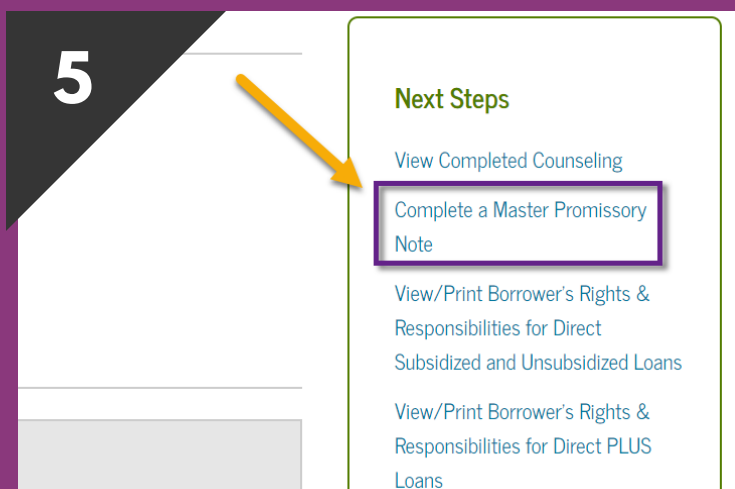 5
Next Steps
View Completed Counseling
Complete a Master Promissory
Note
View/Print Borrower's Rights &
Responsibilities for Direct
Subsidized and Unsubsidized Loans
View/Print Borrower's Rights &
Responsibilities for Direct PLUS
Loans